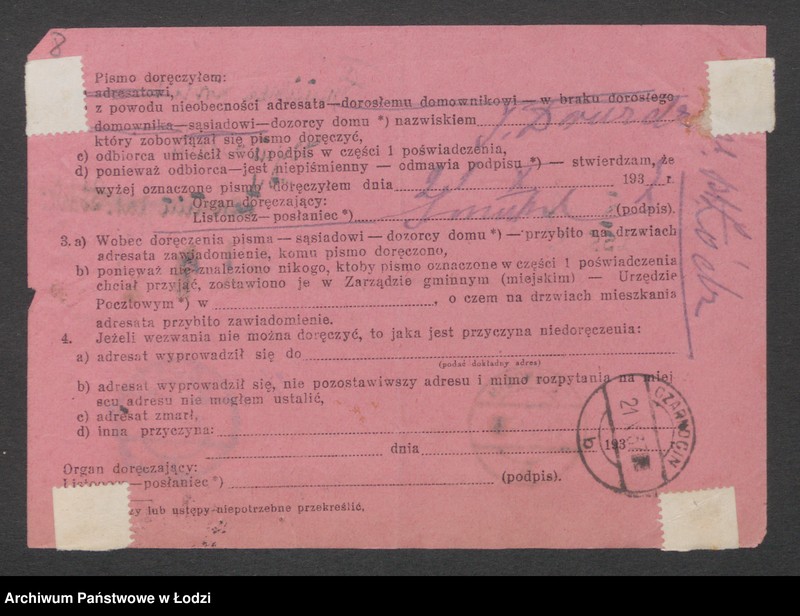 8
Pismo doręczyłem:
adresatowi,
z powodu nieobecności adresata—dorosłemu domownikowi — w braku dorosłego
domownika—sąsiadowi—dozorcy domu *) nazwiskiem
który zobowiązał się pismo doręczyć,
c) odbiorca umieścił swój podpis w części 1 poświadczenia,
d) ponieważ odbiorca—jest niepiśmienny — odmawia podpisu *) — stwierdzam, że
wyżej oznaczone pismo doręczyłem dnia 193 r.
Organ doręczający:
Listonosz—posłaniec *) (podpis).
3. a) Wobec doręczenia pisma — sąsiadowi — dozorcy domu *) — przybito na drzwiach
adresata zawiadomienie, komu pismo doręczono,
b) ponieważ nie znaleziono nikogo, ktoby pismo oznaczone w części 1 poświadczenia
chciał przyjąć, zostawiono je w Zarządzie gminnym (miejskim) — Urzędzie
Pocztowym *) w , o czem na drzwiach mieszkania
adresata przybito zawiadomienie.
4. Jeżeli wezwania nie można doręczyć, to jaka jest przyczyna niedoręczenia:
a) adresat wyprowadził się do
(podać dokładny adres)
b) adresat wyprowadził się, nie pozostawiwszy adresu i mimo rozpytania na miej
scu adresu nie mogłem ustalić,
c) adresat zmarł,
d) inna przyczyna:
dnia 193
Organ doręczający:
Listonosz—posłaniec *) (podpis).
lub ustępy niepotrzebne przekreślić.
CZARNOCIN
b
Archiwum Państwowe w Łodzi